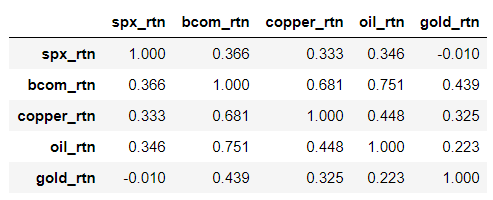 spx_rtn bcom_rtn copper_rtn oil_rtn gold_rtn
spx_rtn 1.000 0.366 0.333 0.346 -0.010
bcom_rtn 0.366 1.000 0.681 0.751 0.439
copper_rtn 0.333 0.681 1.000 0.448 0.325
oil_rtn 0.346 0.751 0.448 1.000 0.223
gold_rtn -0.010 0.439 0.325 0.223 1.000